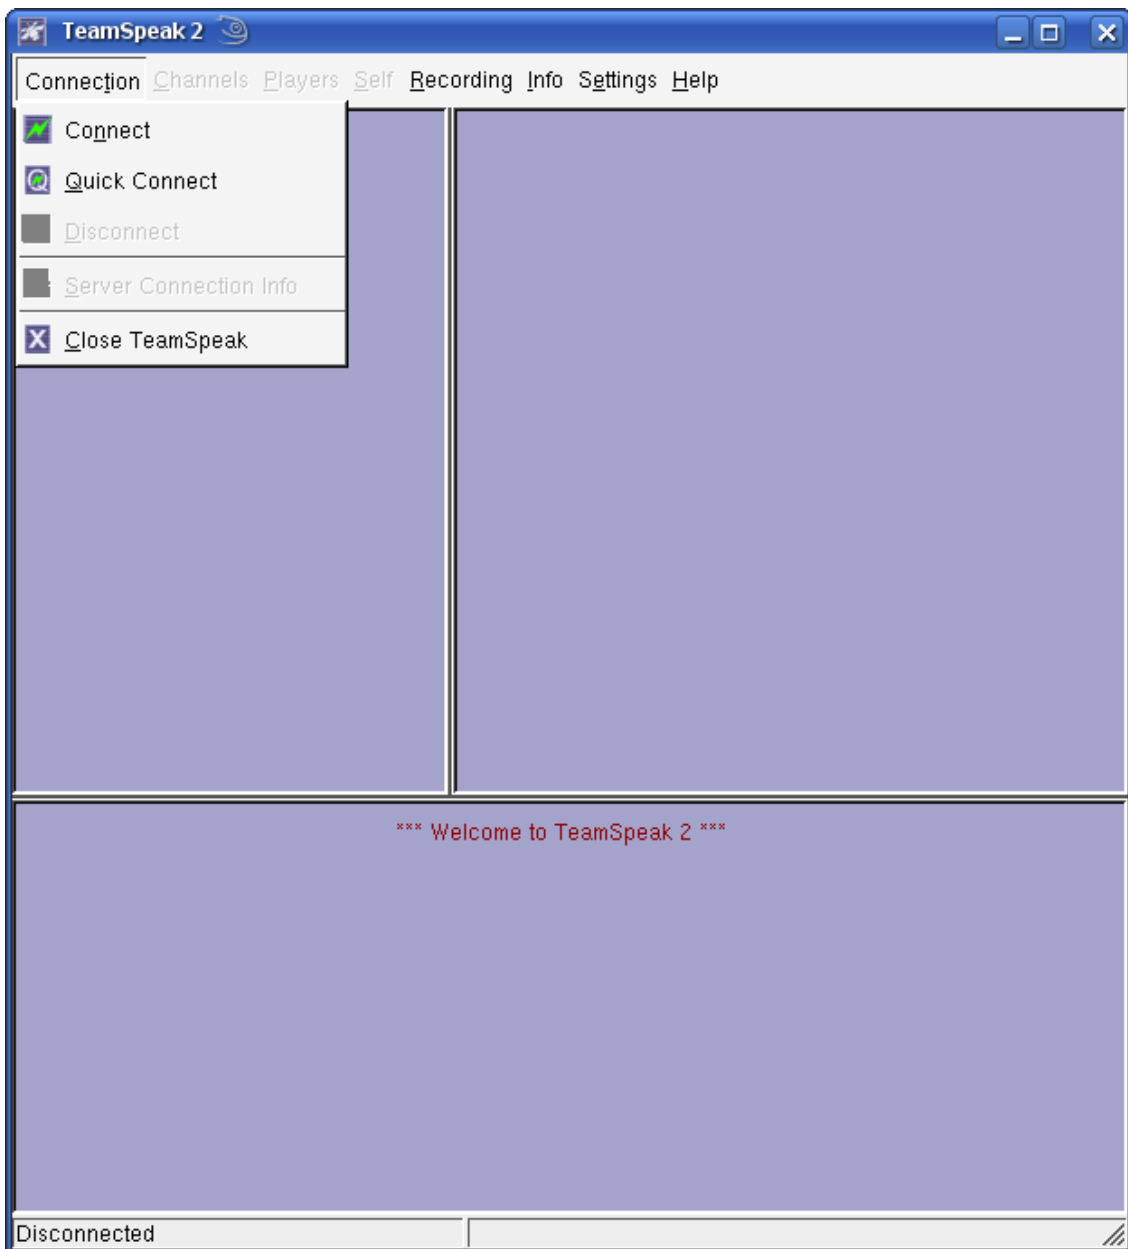 TeamSpeak 2
Connection Channels Players Self Recording Info Settings Help
Connect
Quick Connect
Disconnect
Server Connection Info
Close TeamSpeak
*** Welcome to TeamSpeak 2 ***
Disconnected